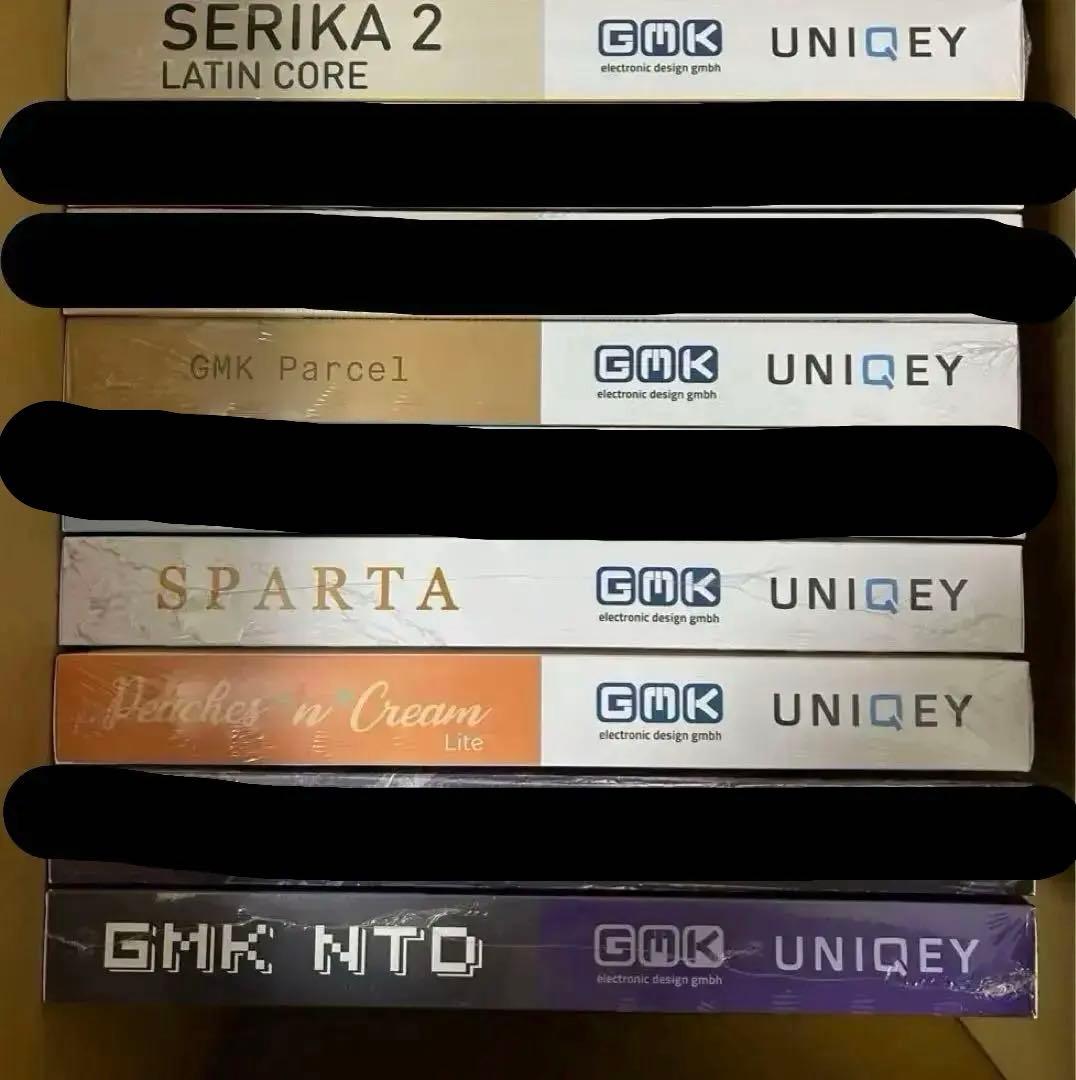 SERIKA 2
LATIN CORE
GMK
electronic design gmbh
UNIQEY
GMK Parcel
GMK
electronic design gmbh
UNIQEY
SPARTA
GMK
electronic design gmbh
UNIQEY
Peaches 'n' Cream
Lite
GMK
electronic design gmbh
UNIQEY
GMK NTD
GMK
electronic design gmbh
UNIQEY